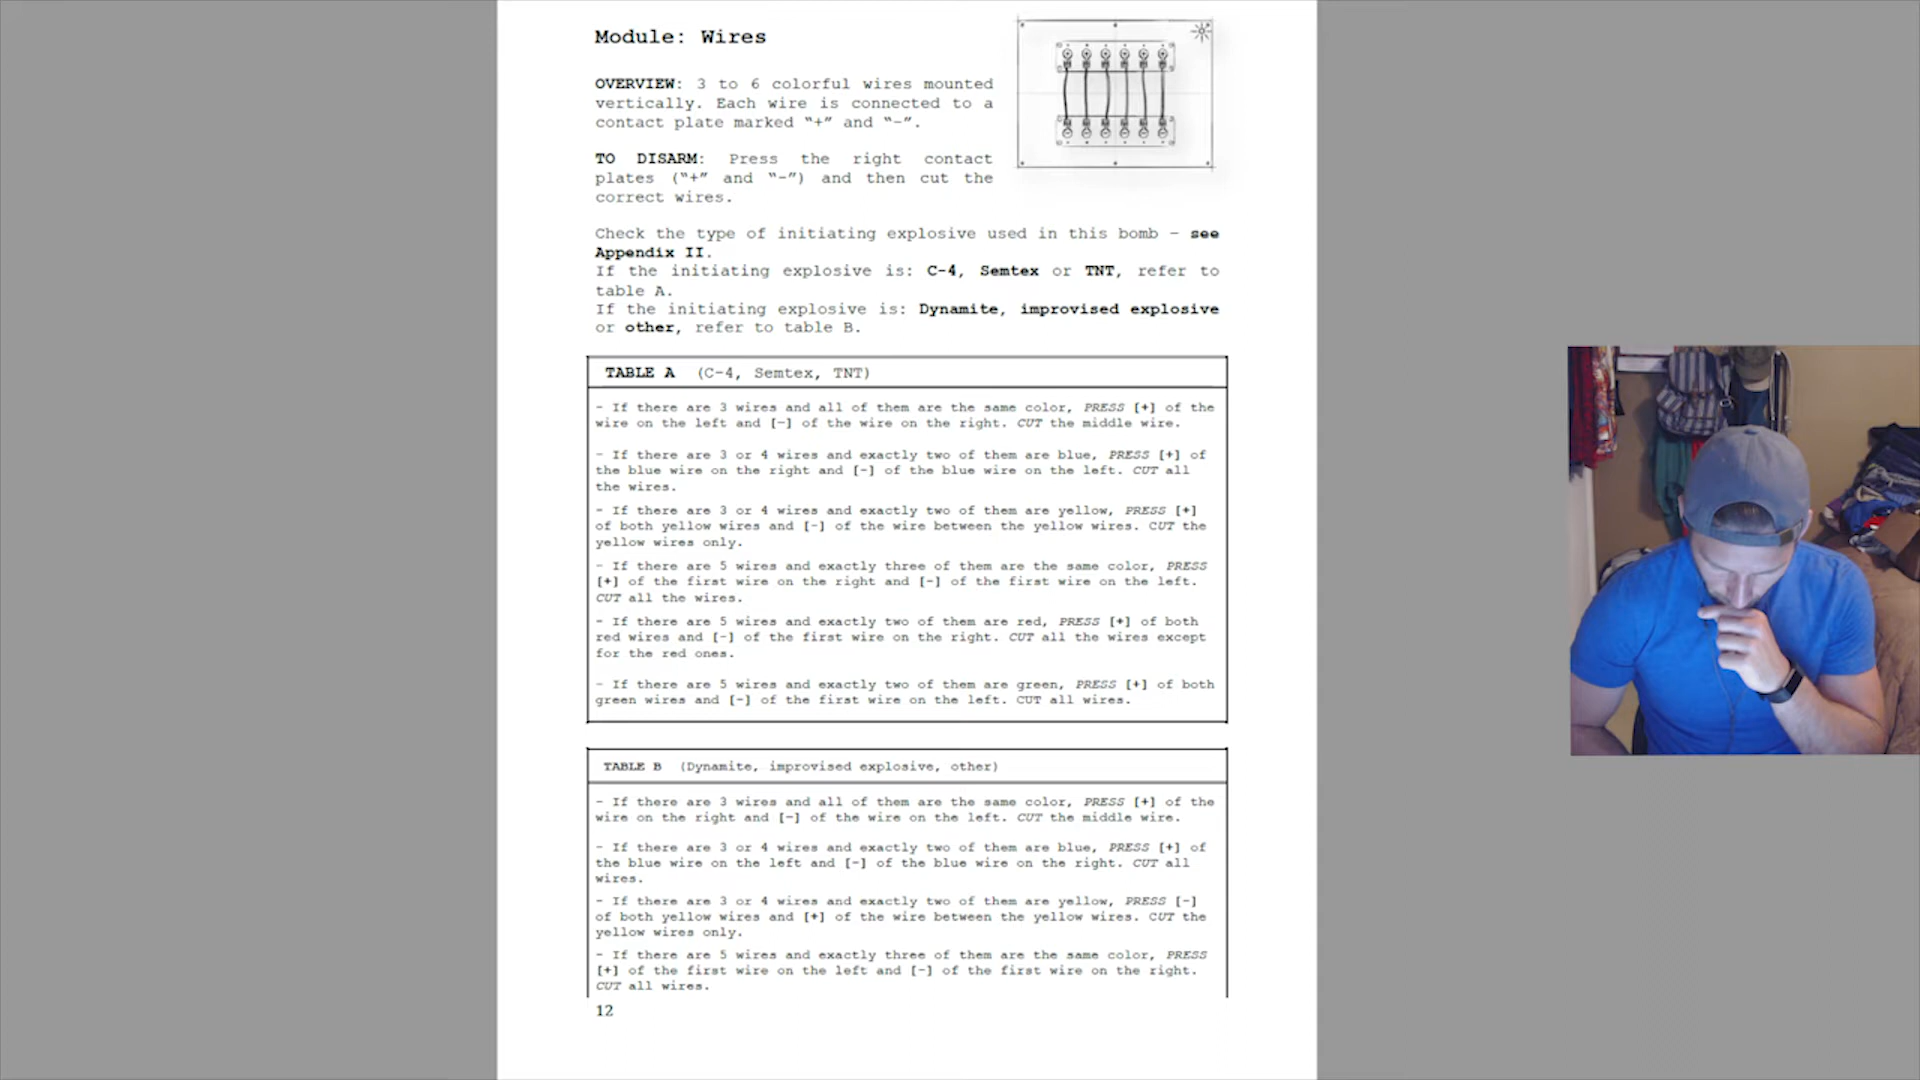 Module: Wires
OVERVIEW: 3 to 6 colorful wires mounted
vertically. Each wire is connected to a
contact plate marked “+” and “-”.
TO DISARM: Press the right contact
plates (“+” and “-”) and then cut the
correct wires.
Check the type of initiating explosive used in this bomb – see
Appendix II.
If the initiating explosive is: C-4, Semtex or TNT, refer to
table A.
If the initiating explosive is: Dynamite, improvised explosive
or other, refer to table B.
TABLE A (C-4, Semtex, TNT)
- If there are 3 wires and all of them are the same color, PRESS [+] of the
wire on the left and [-] of the wire on the right. CUT the middle wire.
- If there are 3 or 4 wires and exactly two of them are blue, PRESS [+] of
the blue wire on the right and [-] of the blue wire on the left. CUT all
the wires.
- If there are 3 or 4 wires and exactly two of them are yellow, PRESS [+]
of both yellow wires and [-] of the wire between the yellow wires. CUT the
yellow wires only.
- If there are 5 wires and exactly three of them are the same color, PRESS
[+] of the first wire on the right and [-] of the first wire on the left.
CUT all the wires.
- If there are 5 wires and exactly two of them are red, PRESS [+] of both
red wires and [-] of the first wire on the right. CUT all the wires except
for the red ones.
- If there are 5 wires and exactly two of them are green, PRESS [+] of both
green wires and [-] of the first wire on the left. CUT all wires.
TABLE B (Dynamite, improvised explosive, other)
- If there are 3 wires and all of them are the same color, PRESS [+] of the
wire on the right and [-] of the wire on the left. CUT the middle wire.
- If there are 3 or 4 wires and exactly two of them are blue, PRESS [+] of
the blue wire on the left and [-] of the blue wire on the right. CUT all
wires.
- If there are 3 or 4 wires and exactly two of them are yellow, PRESS [-]
of both yellow wires and [+] of the wire between the yellow wires. CUT the
yellow wires only.
- If there are 5 wires and exactly three of them are the same color, PRESS
[+] of the first wire on the left and [-] of the first wire on the right.
CUT all wires.
12